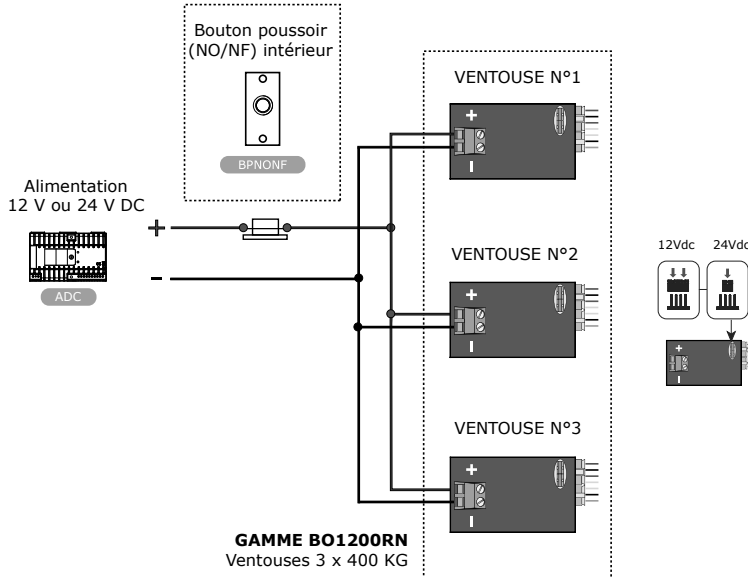 Bouton poussoir
(NO/NF) intérieur
BPNONF
Alimentation
12 V ou 24 V DC
+
-
ADC
VENTOUSE N°1
+
-
VENTOUSE N°2
+
-
VENTOUSE N°3
+
-
GAMME BO1200RN
Ventouses 3 x 400 KG
12Vdc 24Vdc
+
-